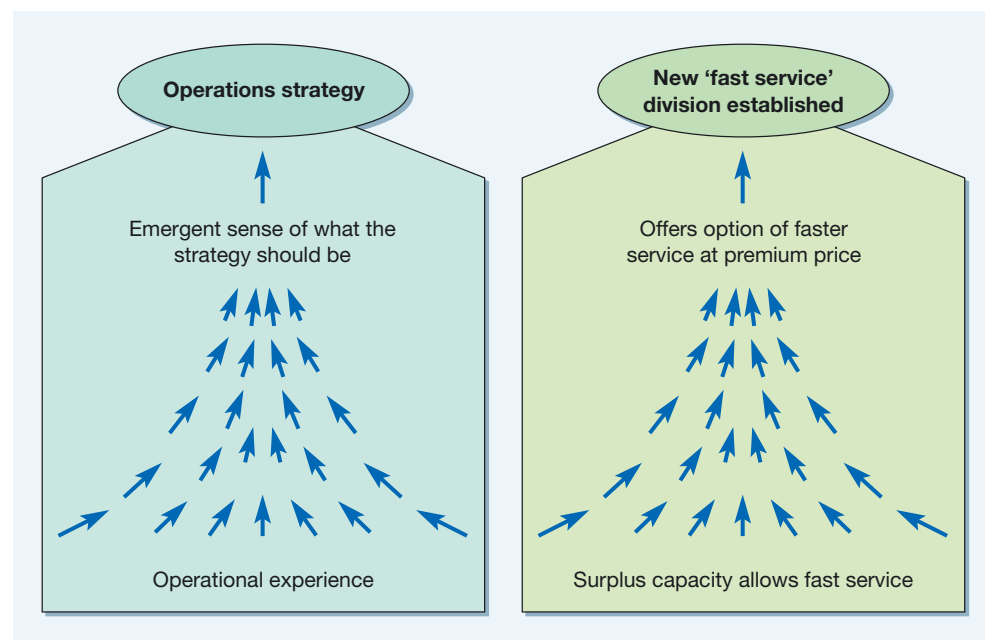 Operations strategy
Emergent sense of what the
strategy should be
Operational experience
New ‘fast service’
division established
Offers option of faster
service at premium price
Surplus capacity allows fast service